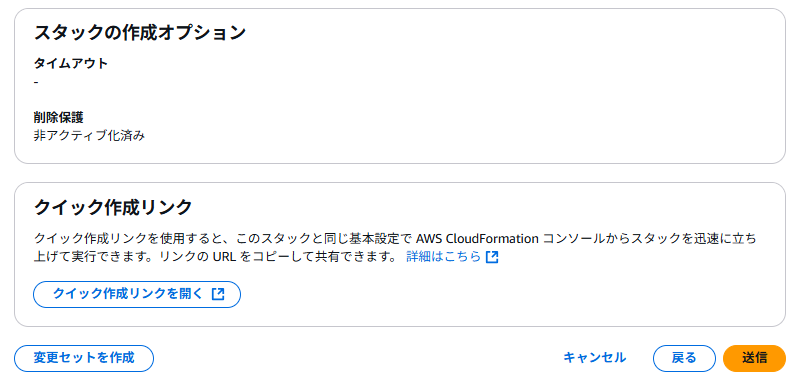 スタックの作成オプション
タイムアウト
-
削除保護
非アクティブ化済み
クイック作成リンク
クイック作成リンクを使用すると、このスタックと同じ基本設定で AWS CloudFormation コンソールからスタックを迅速に立ち
上げて実行できます。リンクの URL をコピーして共有できます。 詳細はこちら
クイック作成リンクを開く
変更セットを作成 キャンセル 戻る 送信